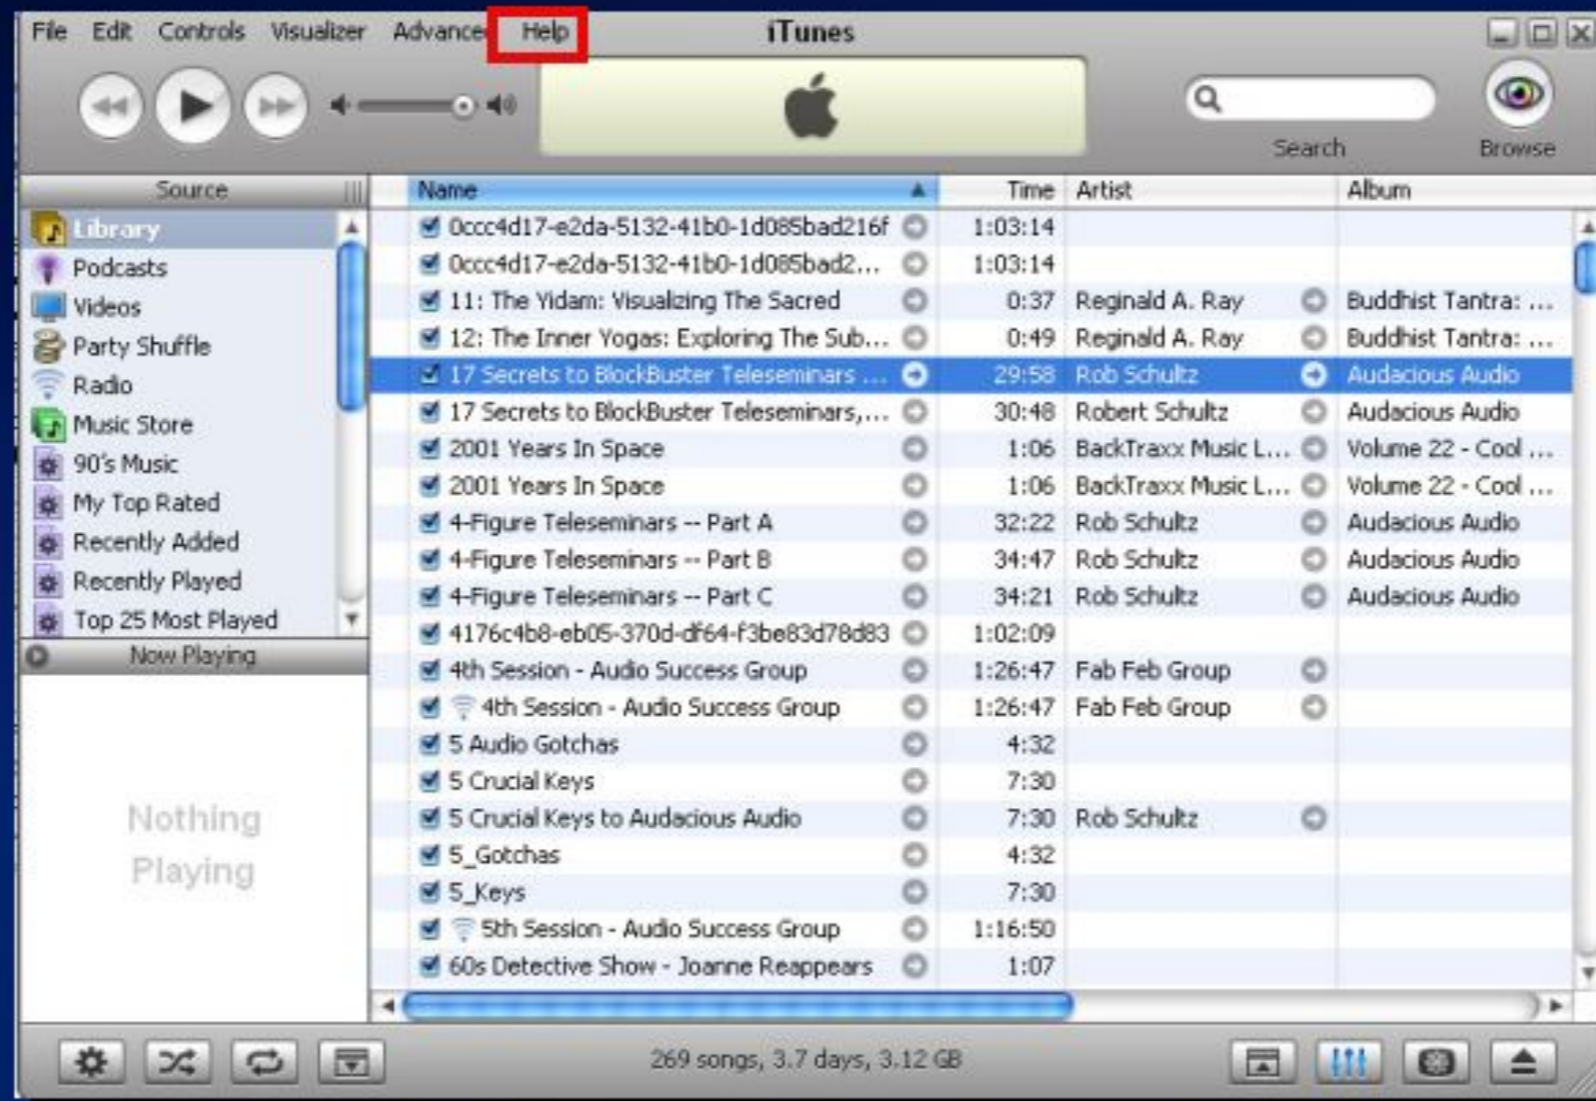 File Edit Controls Visualizer Advance Help iTunes
Search Browse
Source
Library
Podcasts
Videos
Party Shuffle
Radio
Music Store
90's Music
My Top Rated
Recently Added
Recently Played
Top 25 Most Played
Now Playing
Nothing
Playing
Name Time Artist Album
0ccc4d17-e2da-5132-41b0-1d085bad216f 1:03:14
0ccc4d17-e2da-5132-41b0-1d085bad2... 1:03:14
11: The Yidam: Visualizing The Sacred 0:37 Reginald A. Ray Buddhist Tantra: ...
12: The Inner Yogas: Exploring The Sub... 0:49 Reginald A. Ray Buddhist Tantra: ...
17 Secrets to BlockBuster Teleseminars ... 29:58 Rob Schultz Audacious Audio
17 Secrets to BlockBuster Teleseminars,... 30:48 Robert Schultz Audacious Audio
2001 Years In Space 1:06 BackTraxx Music L... Volume 22 - Cool ...
2001 Years In Space 1:06 BackTraxx Music L... Volume 22 - Cool ...
4-Figure Teleseminars -- Part A 32:22 Rob Schultz Audacious Audio
4-Figure Teleseminars -- Part B 34:47 Rob Schultz Audacious Audio
4-Figure Teleseminars -- Part C 34:21 Rob Schultz Audacious Audio
4176c4b8-eb05-370d-df64-f3be83d78d83 1:02:09
4th Session - Audio Success Group 1:26:47 Fab Feb Group
4th Session - Audio Success Group 1:26:47 Fab Feb Group
5 Audio Gotchas 4:32
5 Crucial Keys 7:30
5 Crucial Keys to Audacious Audio 7:30 Rob Schultz
5_Gotchas 4:32
5_Keys 7:30
5th Session - Audio Success Group 1:16:50
60s Detective Show - Joanne Reappears 1:07
269 songs, 3.7 days, 3.12 GB